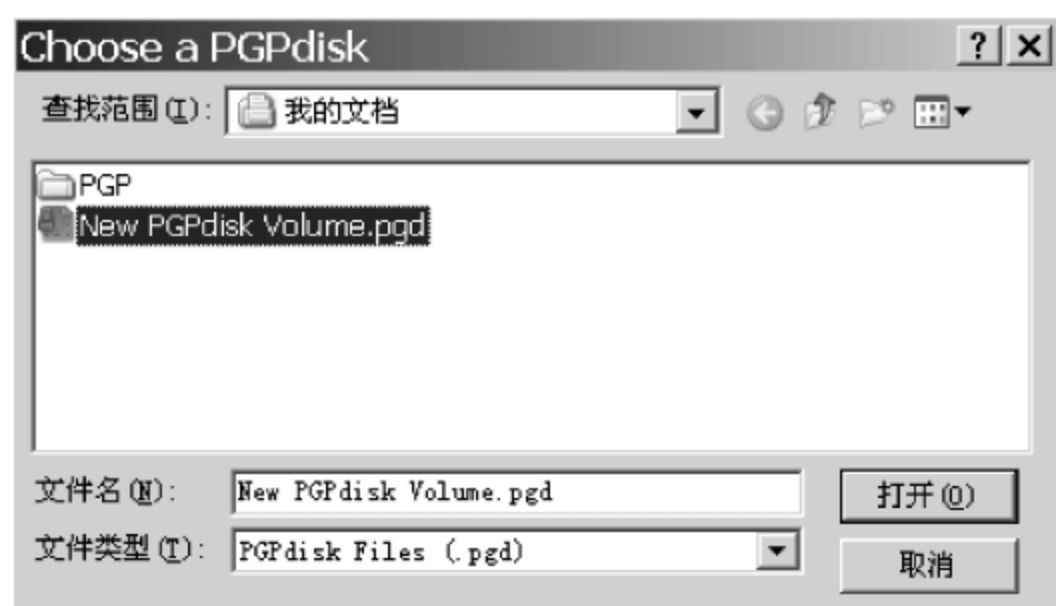 Choose a PGPdisk
查找范围(I): 我的文档
PGP
New PGPdisk Volume.pgd
文件名(N): New PGPdisk Volume.pgd 打开(O)
文件类型(T): PGPdisk Files (.pgd) 取消